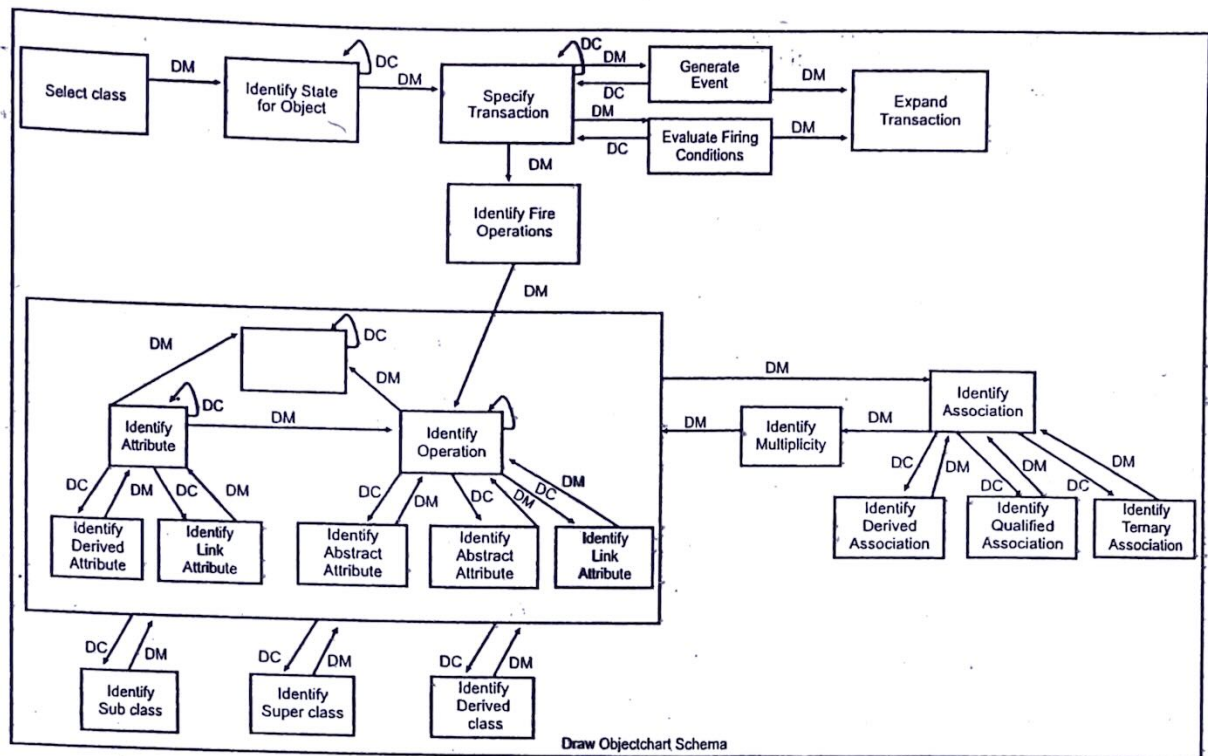 DC
DM
Select class
Identify State
for Object
DM
DC
Specify
Transaction
DM
DC
DM
DC
Generate
Event
Evaluate Firing
Conditions
DM
DM
Expand
Transaction
DM
Identify Fire
Operations
DM
DM
DC
DM
DC
Identify
Attribute
DM
Identify
Operation
DC
DM
DC
DM
DC
DM
DC
DM
DC
DM
Identify
Derived
Attribute
Identify
Link
Attribute
Identify
Abstract
Attribute
Identify
Abstract
Attribute
Identify
Link
Attribute
DM
DM
Identify
Multiplicity
DM
Identify
Association
DC
DM
DC
DM
DC
DM
Identify
Derived
Association
Identify
Qualified
Association
Identify
Ternary
Association
DC
DM
DC
DM
DC
DM
Identify
Sub class
Identify
Super class
Identify
Derived
class
Draw Objectchart Schema